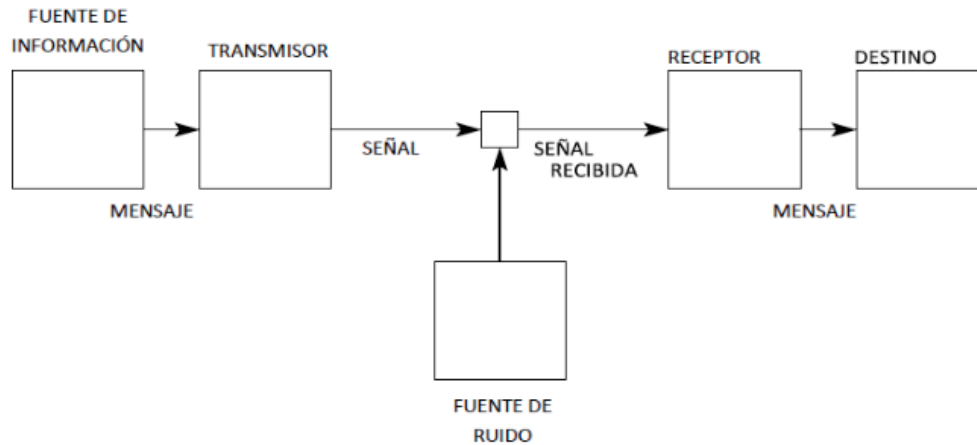 FUENTE DE
INFORMACIÓN
TRANSMISOR
RECEPTOR
DESTINO
SEÑAL
SEÑAL
RECIBIDA
MENSAJE
MENSAJE
FUENTE DE
RUIDO